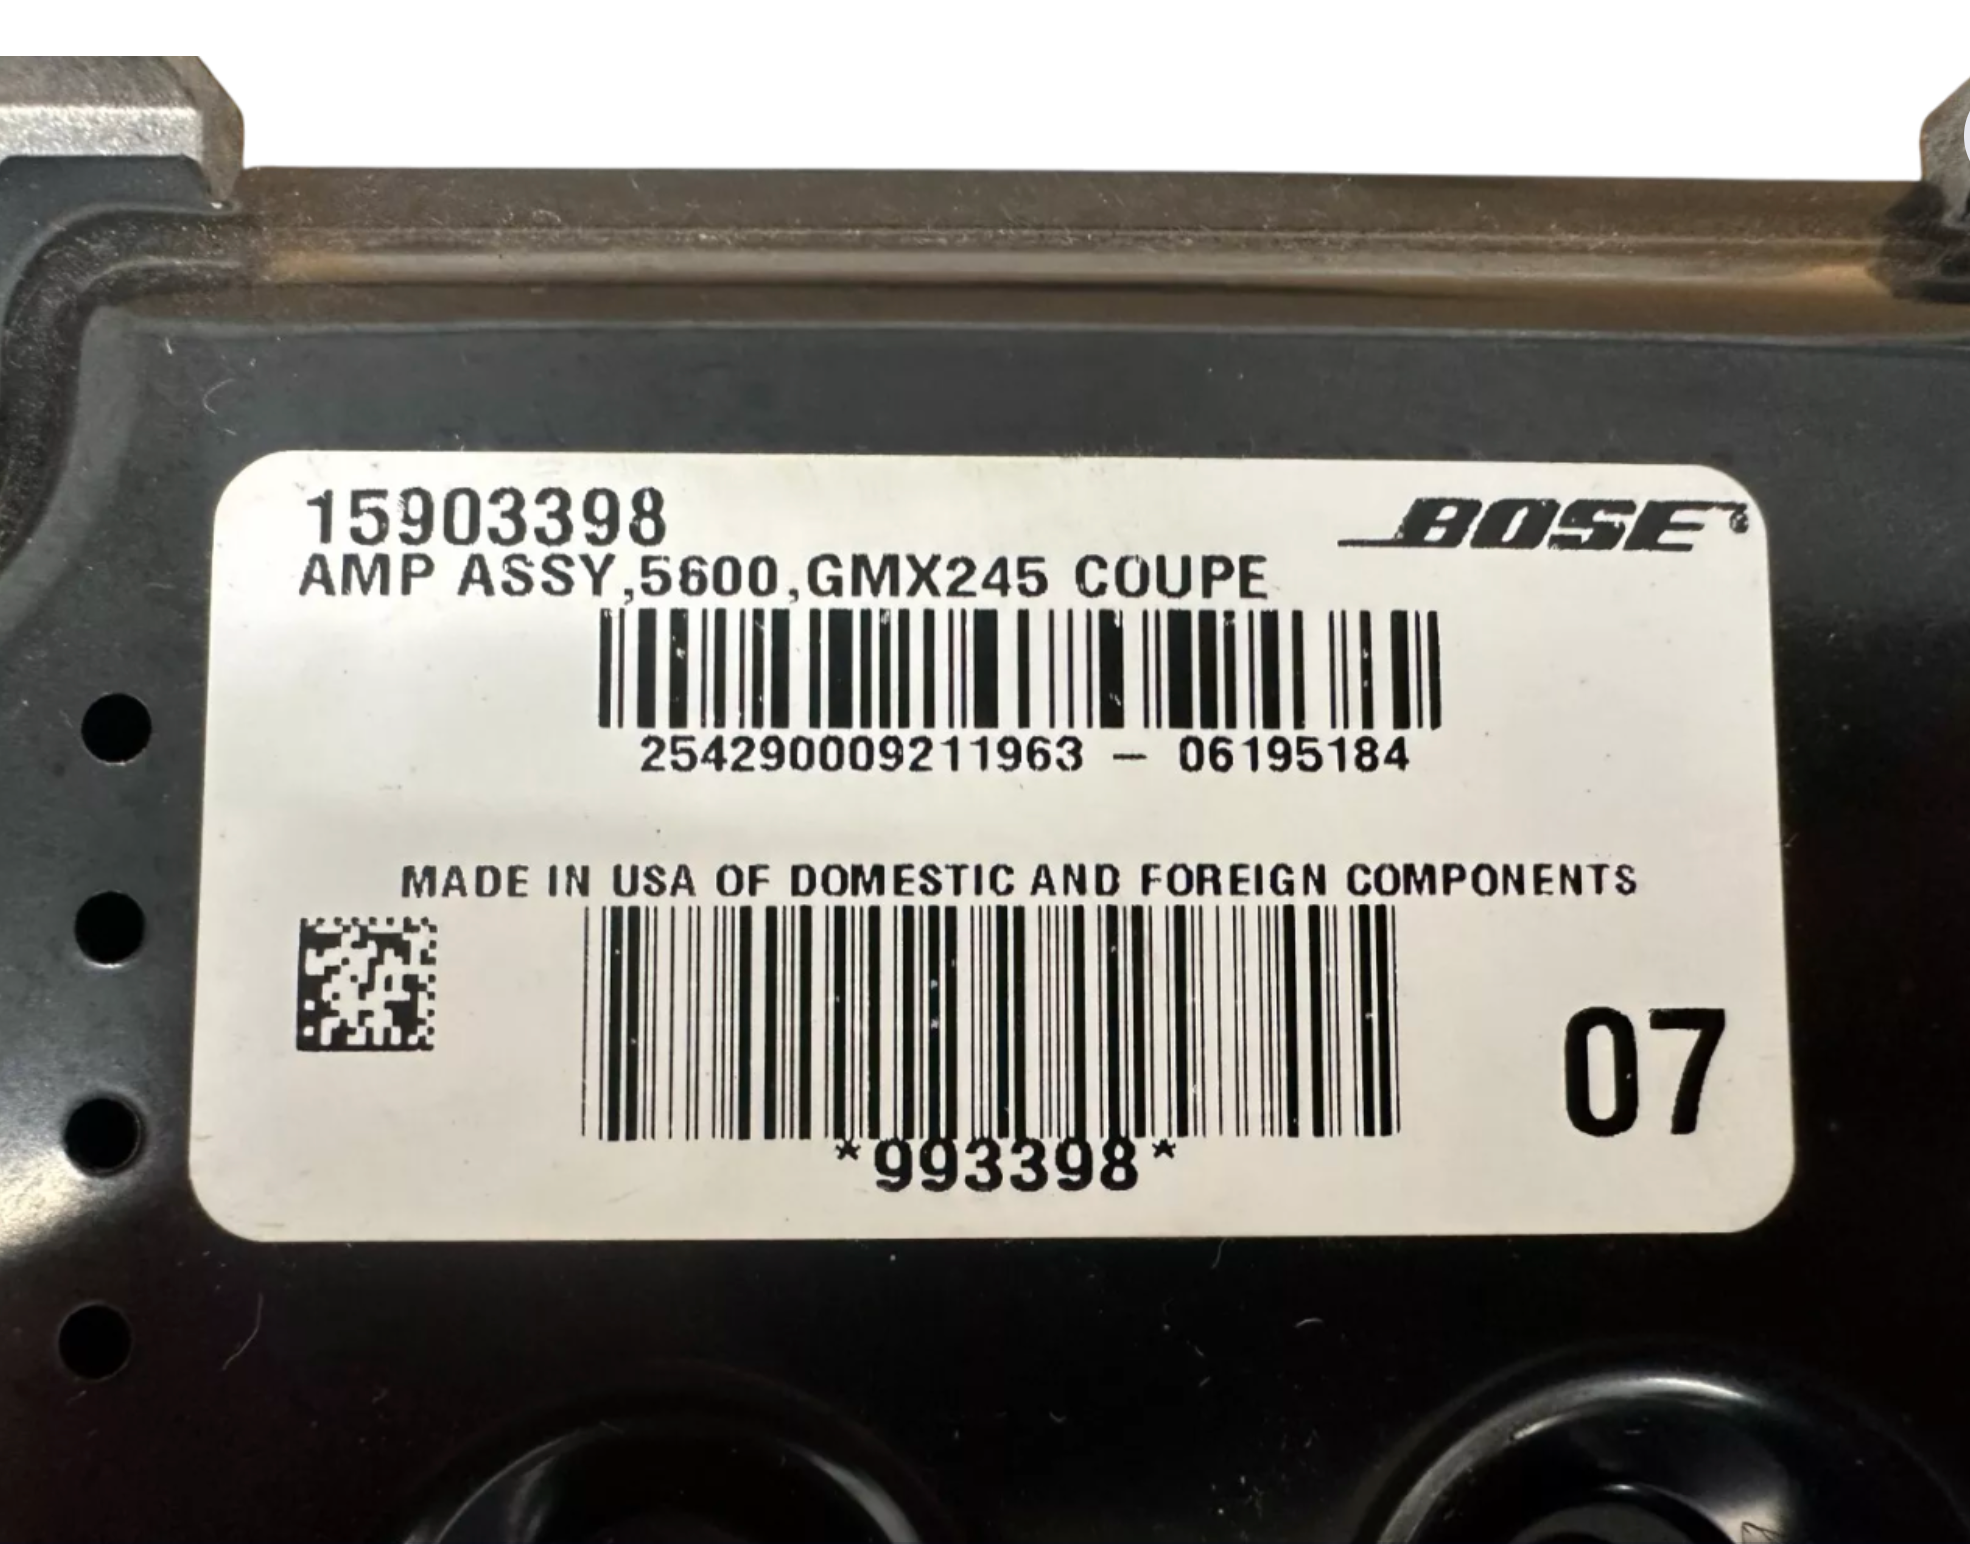 15903398
BOSE®
AMP ASSY,5600,GMX245 COUPE
254290009211963 – 06195184
MADE IN USA OF DOMESTIC AND FOREIGN COMPONENTS
07
*993398*